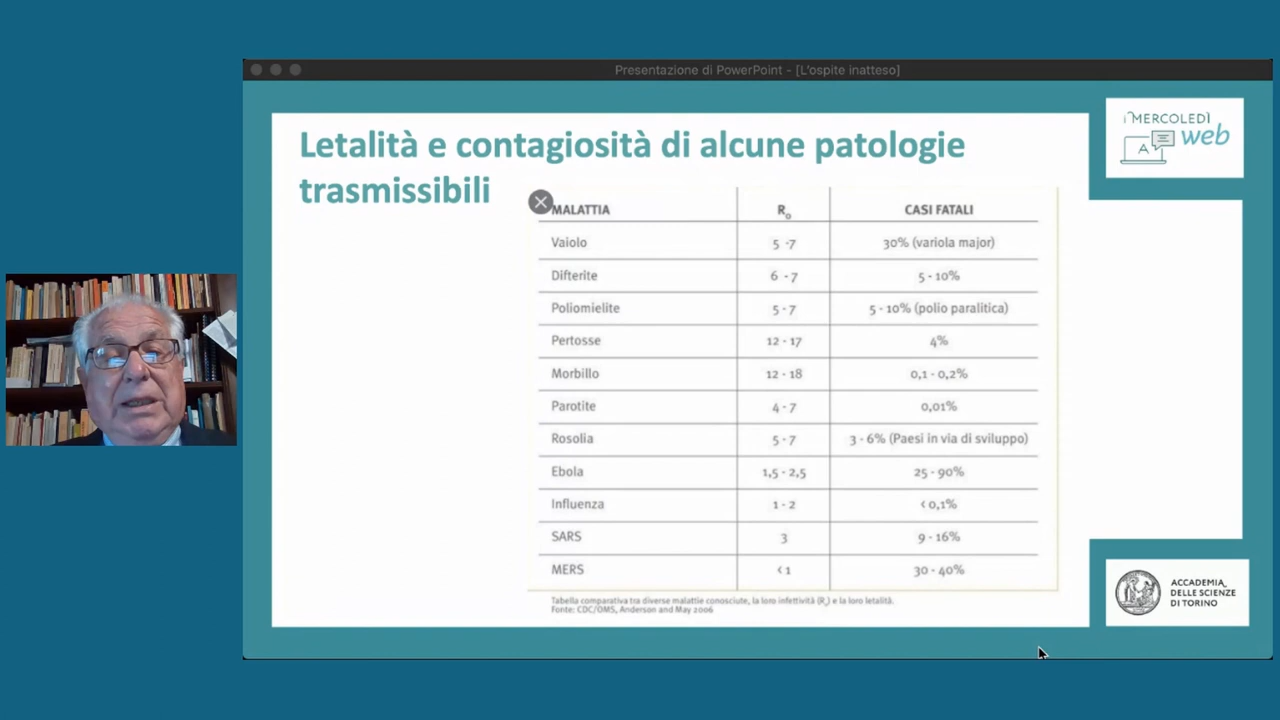 Presentazione di PowerPoint - [L'ospite inatteso]
Letalità e contagiosità di alcune patologie
trasmissibili
i MERCOLEDÌ
A
web
MALATTIA R₀ CASI FATALI
Vaiolo 5 -7 30% (variola major)
Difterite 6 - 7 5 - 10%
Poliomielite 5 - 7 5 - 10% (polio paralitica)
Pertosse 12 - 17 4%
Morbillo 12 - 18 0,1 - 0,2%
Parotite 4 - 7 0,01%
Rosolia 5 - 7 3 - 6% (Paesi in via di sviluppo)
Ebola 1,5 - 2,5 25 - 90%
Influenza 1 - 2 < 0,1%
SARS 3 9 - 16%
MERS < 1 30 - 40%
Tabella comparativa tra diverse malattie conosciute, la loro infettività (R₀) e la loro letalità.
Fonte: CDC/OMS, Anderson and May 2006
ACCADEMIA
DELLE SCIENZE
DI TORINO